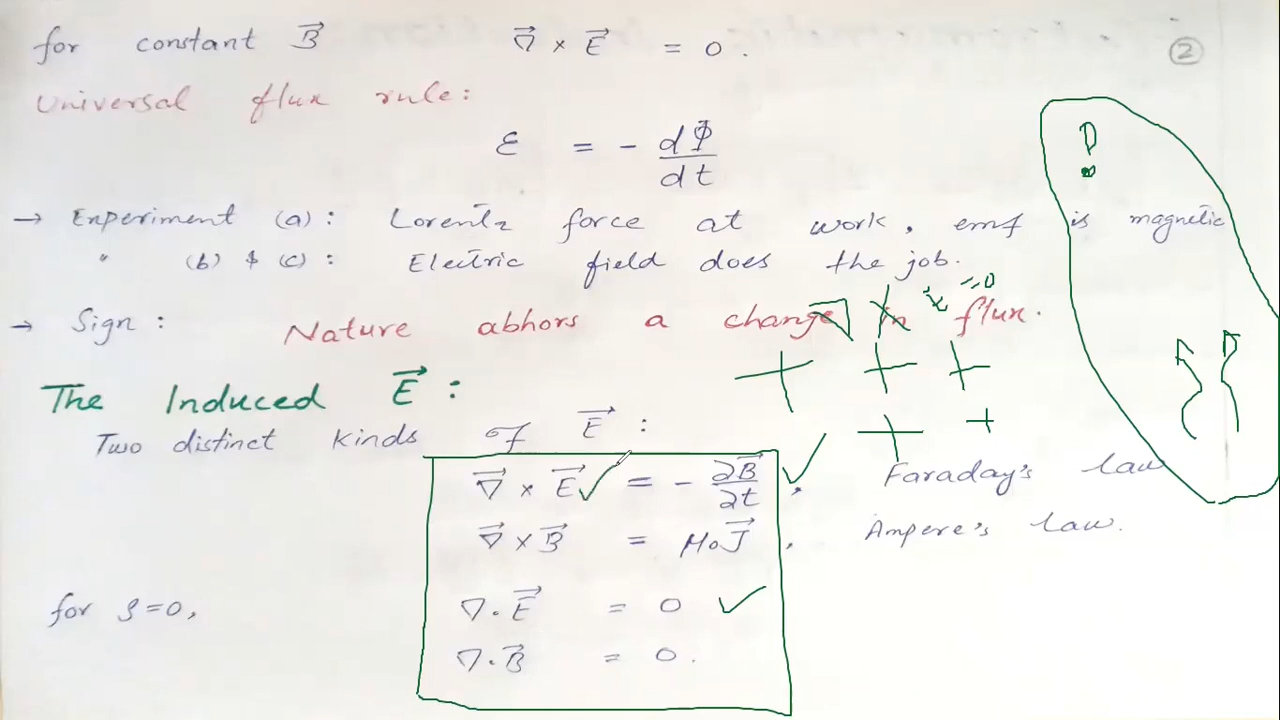 for constant B⃗ ∇⃗ × E⃗ = 0. ②
Universal flux rule:
ε = - dΦ/dt
→ Experiment (a): Lorentz force at work, emf is magnetic
" (b) & (c): Electric field does the job.
→ Sign: Nature abhors a change in flux.
The Induced E⃗ :
Two distinct kinds of E⃗ :
∇⃗ × E⃗ ✓ = - ∂B⃗/∂t ✓, Faraday's law
∇⃗ × B⃗ = μ₀J⃗, Ampere's law.
for ρ=0, ∇·E⃗ = 0 ✓
∇·B⃗ = 0.